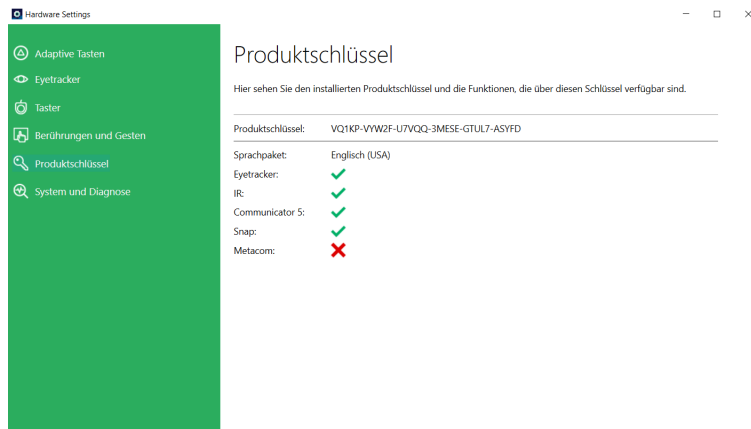 Hardware Settings
Adaptive Tasten
Eyetracker
Taster
Berührungen und Gesten
Produktschlüssel
System und Diagnose
Produktschlüssel
Hier sehen Sie den installierten Produktschlüssel und die Funktionen, die über diesen Schlüssel verfügbar sind.
Produktschlüssel: VQ1KP-VYW2F-U7VQQ-3MESE-GTUL7-ASYFD
Sprachpaket: Englisch (USA)
Eyetracker:
IR:
Communicator 5:
Snap:
Metacom: